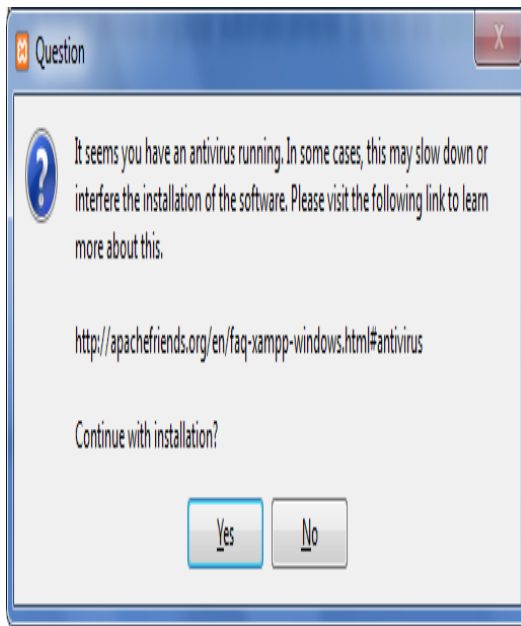 Question
It seems you have an antivirus running. In some cases, this may slow down or
interfere the installation of the software. Please visit the following link to learn
more about this.
http://apachefriends.org/en/faq-xampp-windows.html#antivirus
Continue with installation?
Yes
No